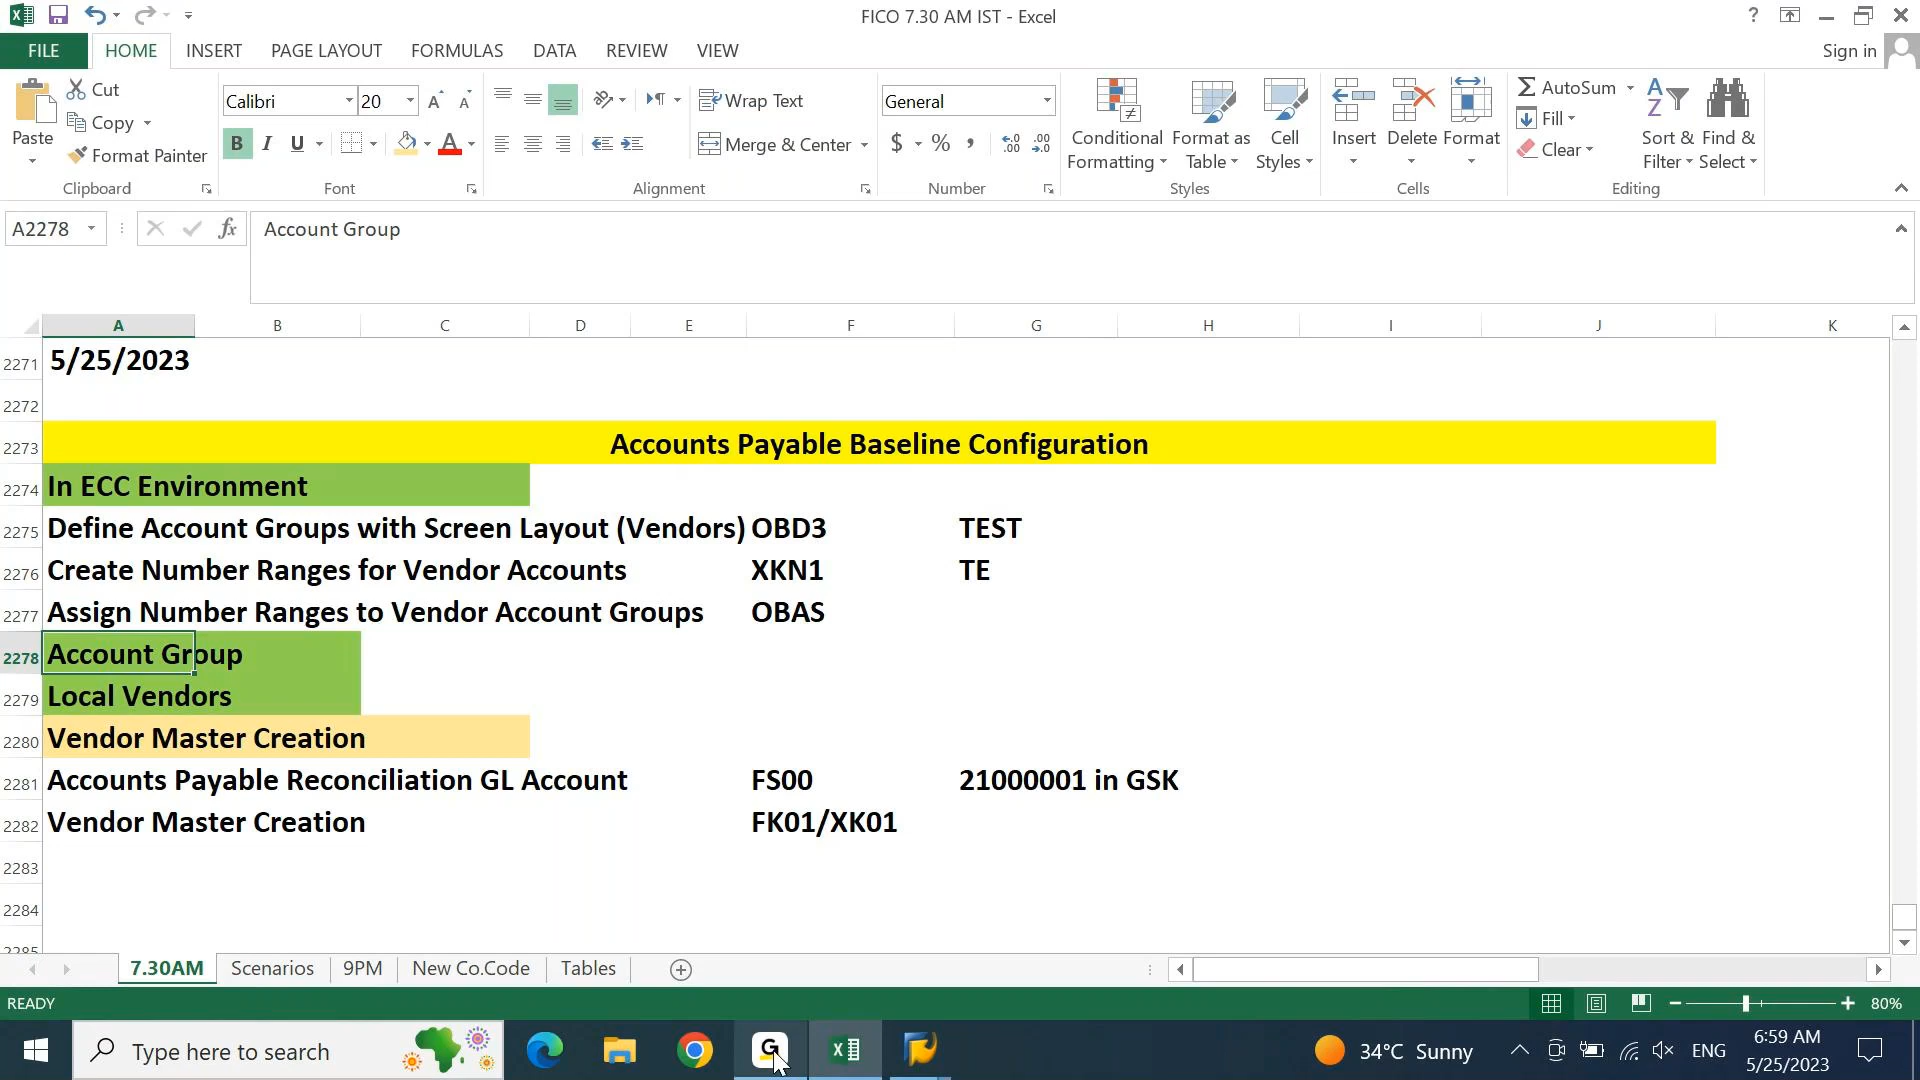 FICO 7.30 AM IST - Excel
?
FILE HOME INSERT PAGE LAYOUT FORMULAS DATA REVIEW VIEW Sign in
Paste
Cut
Copy
Format Painter
Clipboard
Calibri 20
B I U
Font
Wrap Text
Merge & Center
Alignment
General
$ % ,
Number
Conditional Formatting
Format as Table
Cell Styles
Styles
Insert Delete Format
Cells
AutoSum
Fill
Clear
Sort & Filter
Find & Select
Editing
A2278 fx Account Group
A B C D E F G H I J K
2271 5/25/2023
2272
2273 Accounts Payable Baseline Configuration
2274 In ECC Environment
2275 Define Account Groups with Screen Layout (Vendors) OBD3 TEST
2276 Create Number Ranges for Vendor Accounts XKN1 TE
2277 Assign Number Ranges to Vendor Account Groups OBAS
2278 Account Group
2279 Local Vendors
2280 Vendor Master Creation
2281 Accounts Payable Reconciliation GL Account FS00 21000001 in GSK
2282 Vendor Master Creation FK01/XK01
2283
2284
2285
7.30AM Scenarios 9PM New Co.Code Tables
READY 80%
Type here to search
34°C Sunny
ENG
6:59 AM
5/25/2023